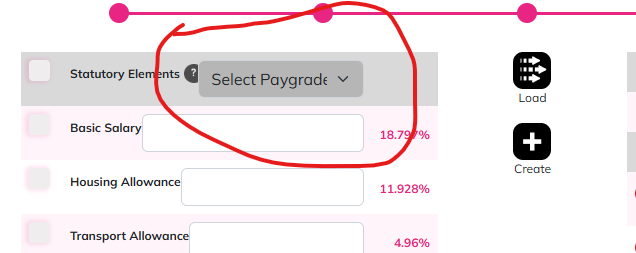 Statutory Elements ? Select Paygrade
Load
Basic Salary 18.797%
Create
Housing Allowance 11.928%
Transport Allowance 4.96%